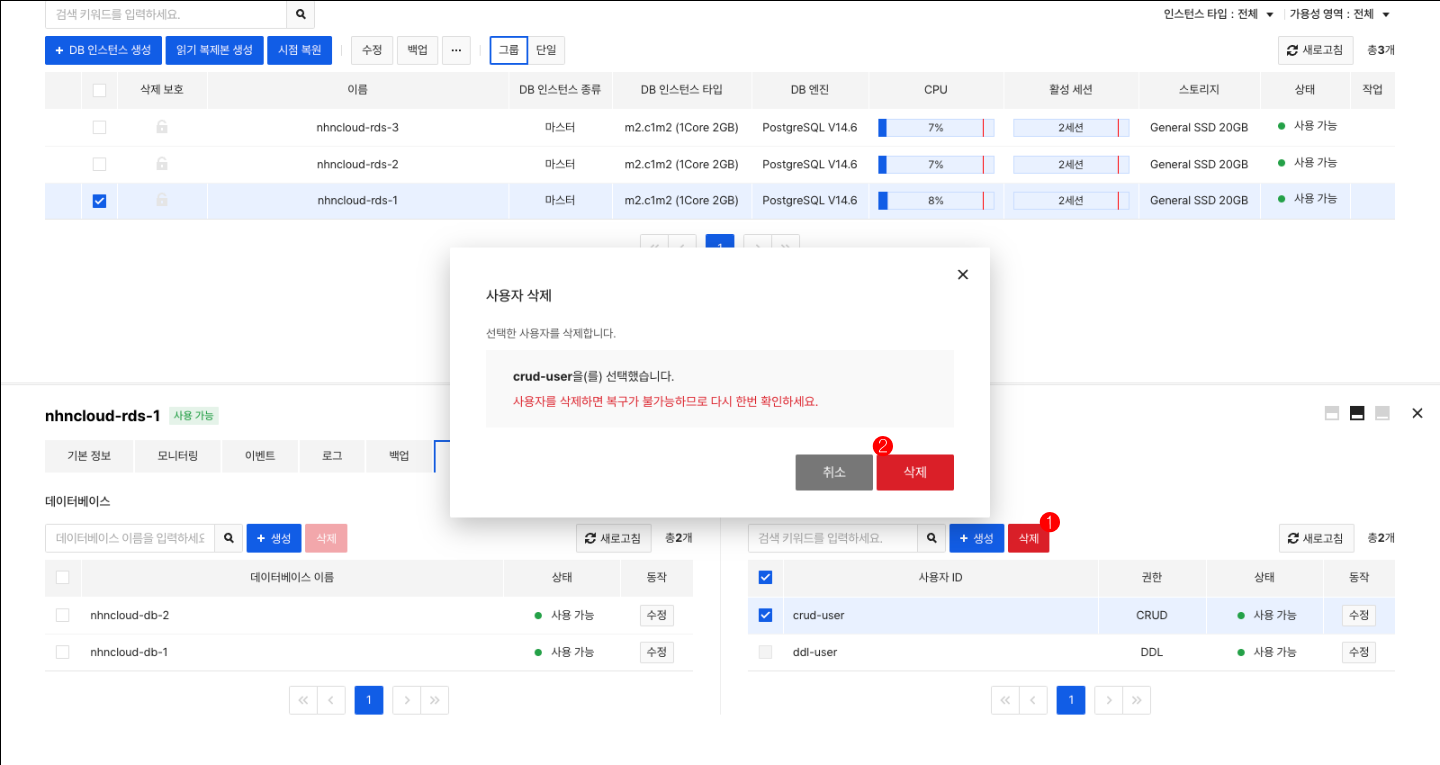 검색 키워드를 입력하세요.
인스턴스 타입 : 전체 가용성 영역 : 전체
+ DB 인스턴스 생성 읽기 복제본 생성 시점 복원 수정 백업 ... 그룹 단일 새로고침 총3개
삭제 보호 이름 DB 인스턴스 종류 DB 인스턴스 타입 DB 엔진 CPU 활성 세션 스토리지 상태 작업
nhncloud-rds-3 마스터 m2.c1m2 (1Core 2GB) PostgreSQL V14.6 7% 2세션 General SSD 20GB 사용 가능
nhncloud-rds-2 마스터 m2.c1m2 (1Core 2GB) PostgreSQL V14.6 7% 2세션 General SSD 20GB 사용 가능
nhncloud-rds-1 마스터 m2.c1m2 (1Core 2GB) PostgreSQL V14.6 8% 2세션 General SSD 20GB 사용 가능
1
사용자 삭제
선택한 사용자를 삭제합니다.
crud-user을(를) 선택했습니다.
사용자를 삭제하면 복구가 불가능하므로 다시 한번 확인하세요.
2
취소 삭제
nhncloud-rds-1 사용 가능
기본 정보 모니터링 이벤트 로그 백업
데이터베이스
데이터베이스 이름을 입력하세요 + 생성 삭제 새로고침 총2개
데이터베이스 이름 상태 동작
nhncloud-db-2 사용 가능 수정
nhncloud-db-1 사용 가능 수정
1
1
검색 키워드를 입력하세요. + 생성 삭제 새로고침 총2개
사용자 ID 권한 상태 동작
crud-user CRUD 사용 가능 수정
ddl-user DDL 사용 가능 수정
1